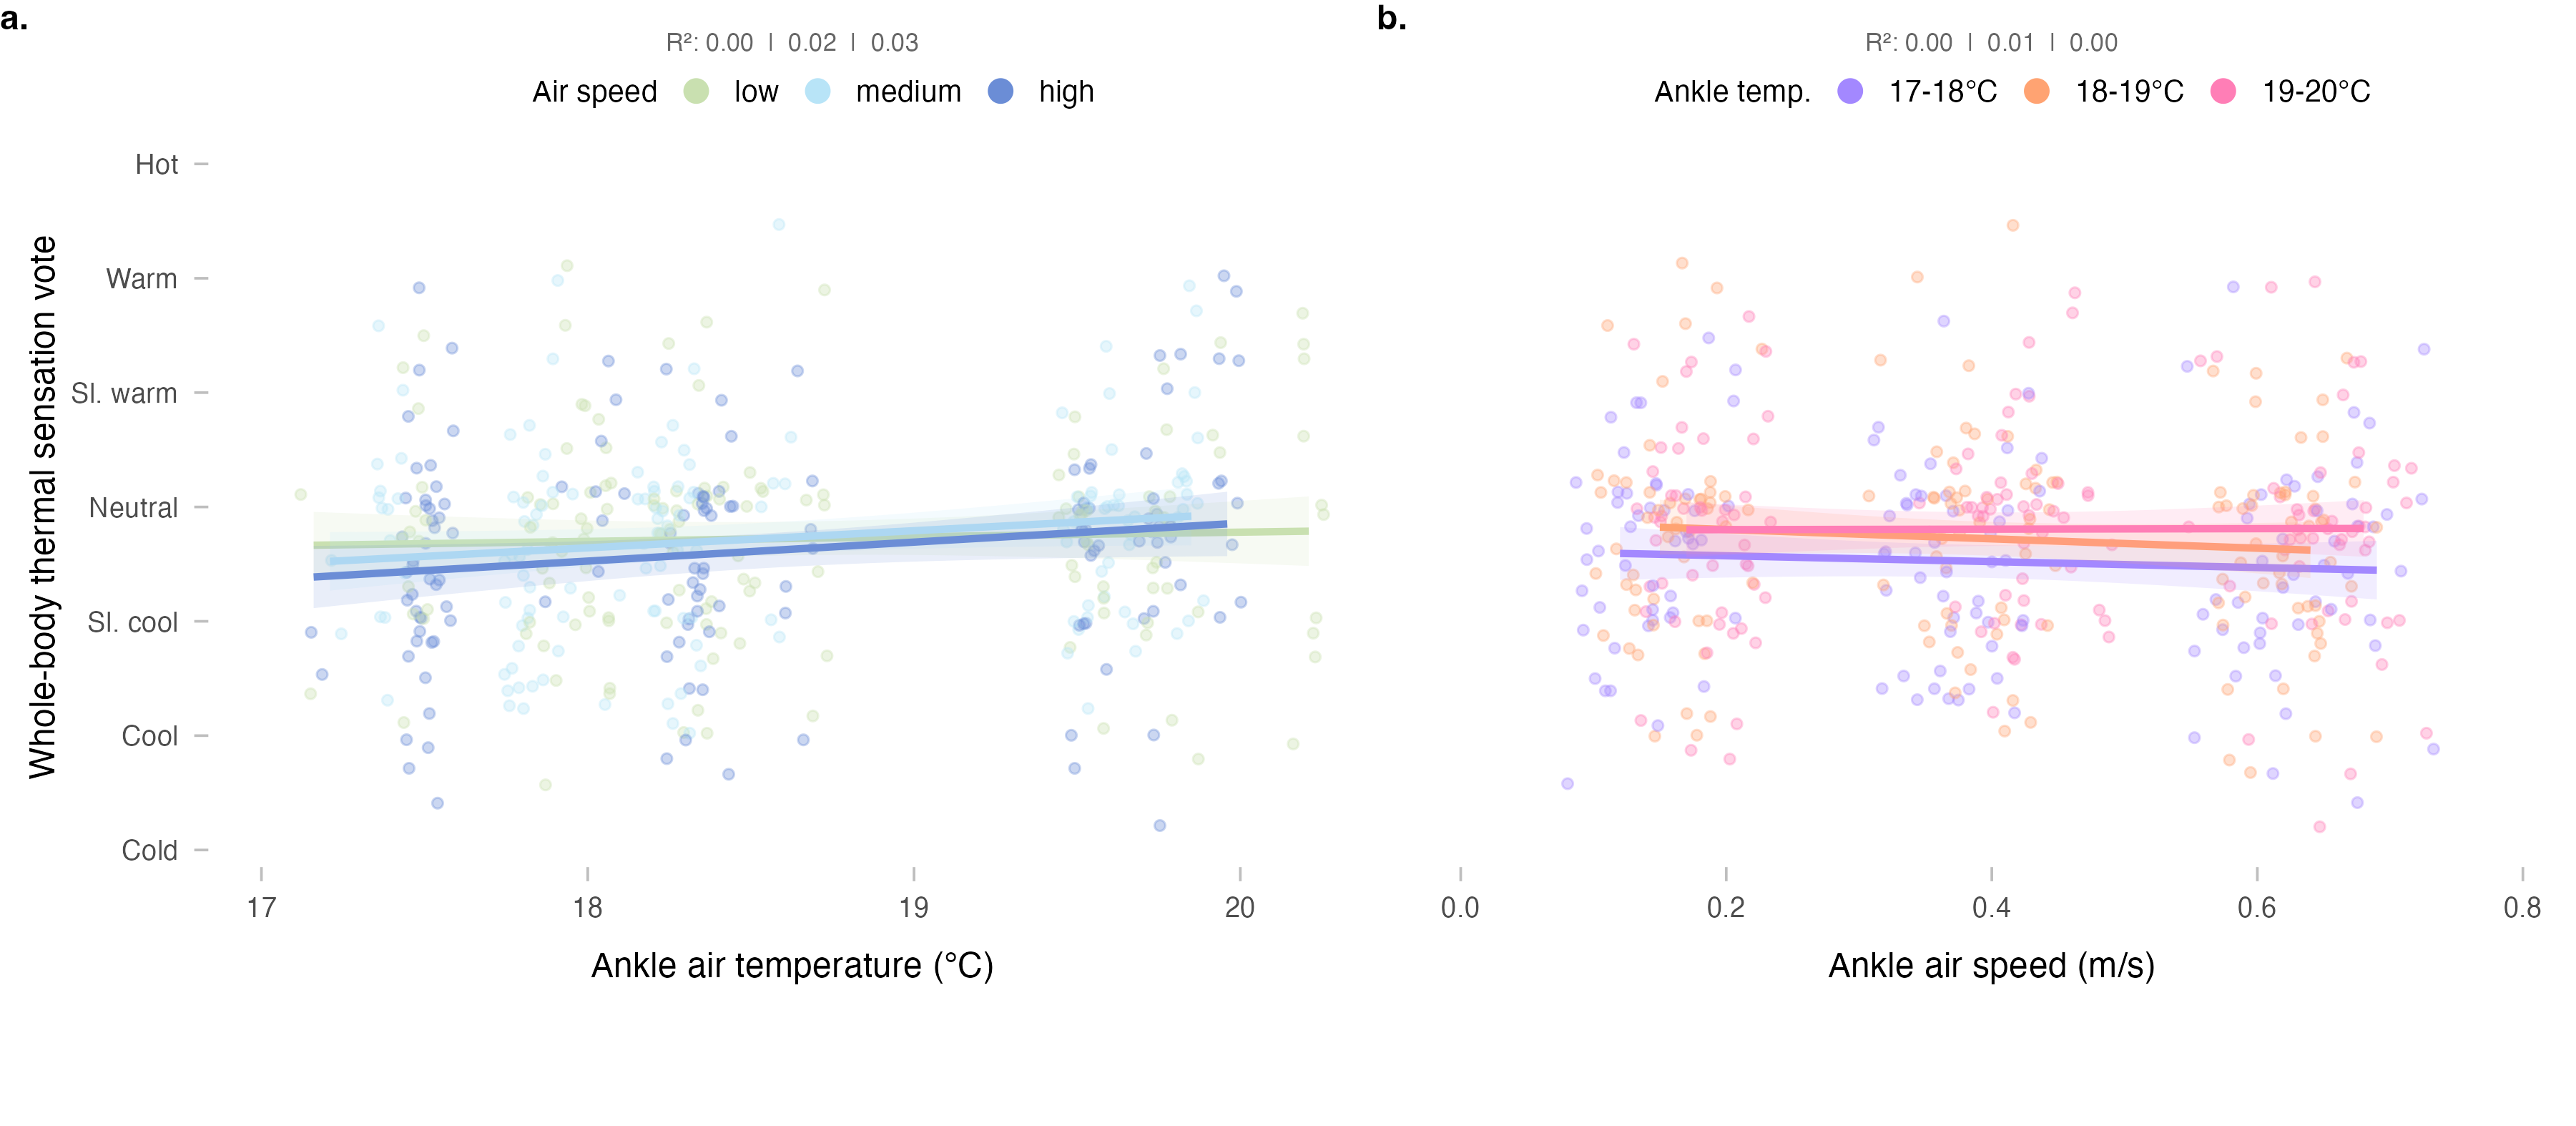 a.
R²: 0.00 | 0.02 | 0.03
Air speed low medium high
Whole-body thermal sensation vote
Hot
Warm
Sl. warm
Neutral
Sl. cool
Cool
Cold
17 18 19 20
Ankle air temperature (°C)
b.
R²: 0.00 | 0.01 | 0.00
Ankle temp. 17-18°C 18-19°C 19-20°C
0.0 0.2 0.4 0.6 0.8
Ankle air speed (m/s)